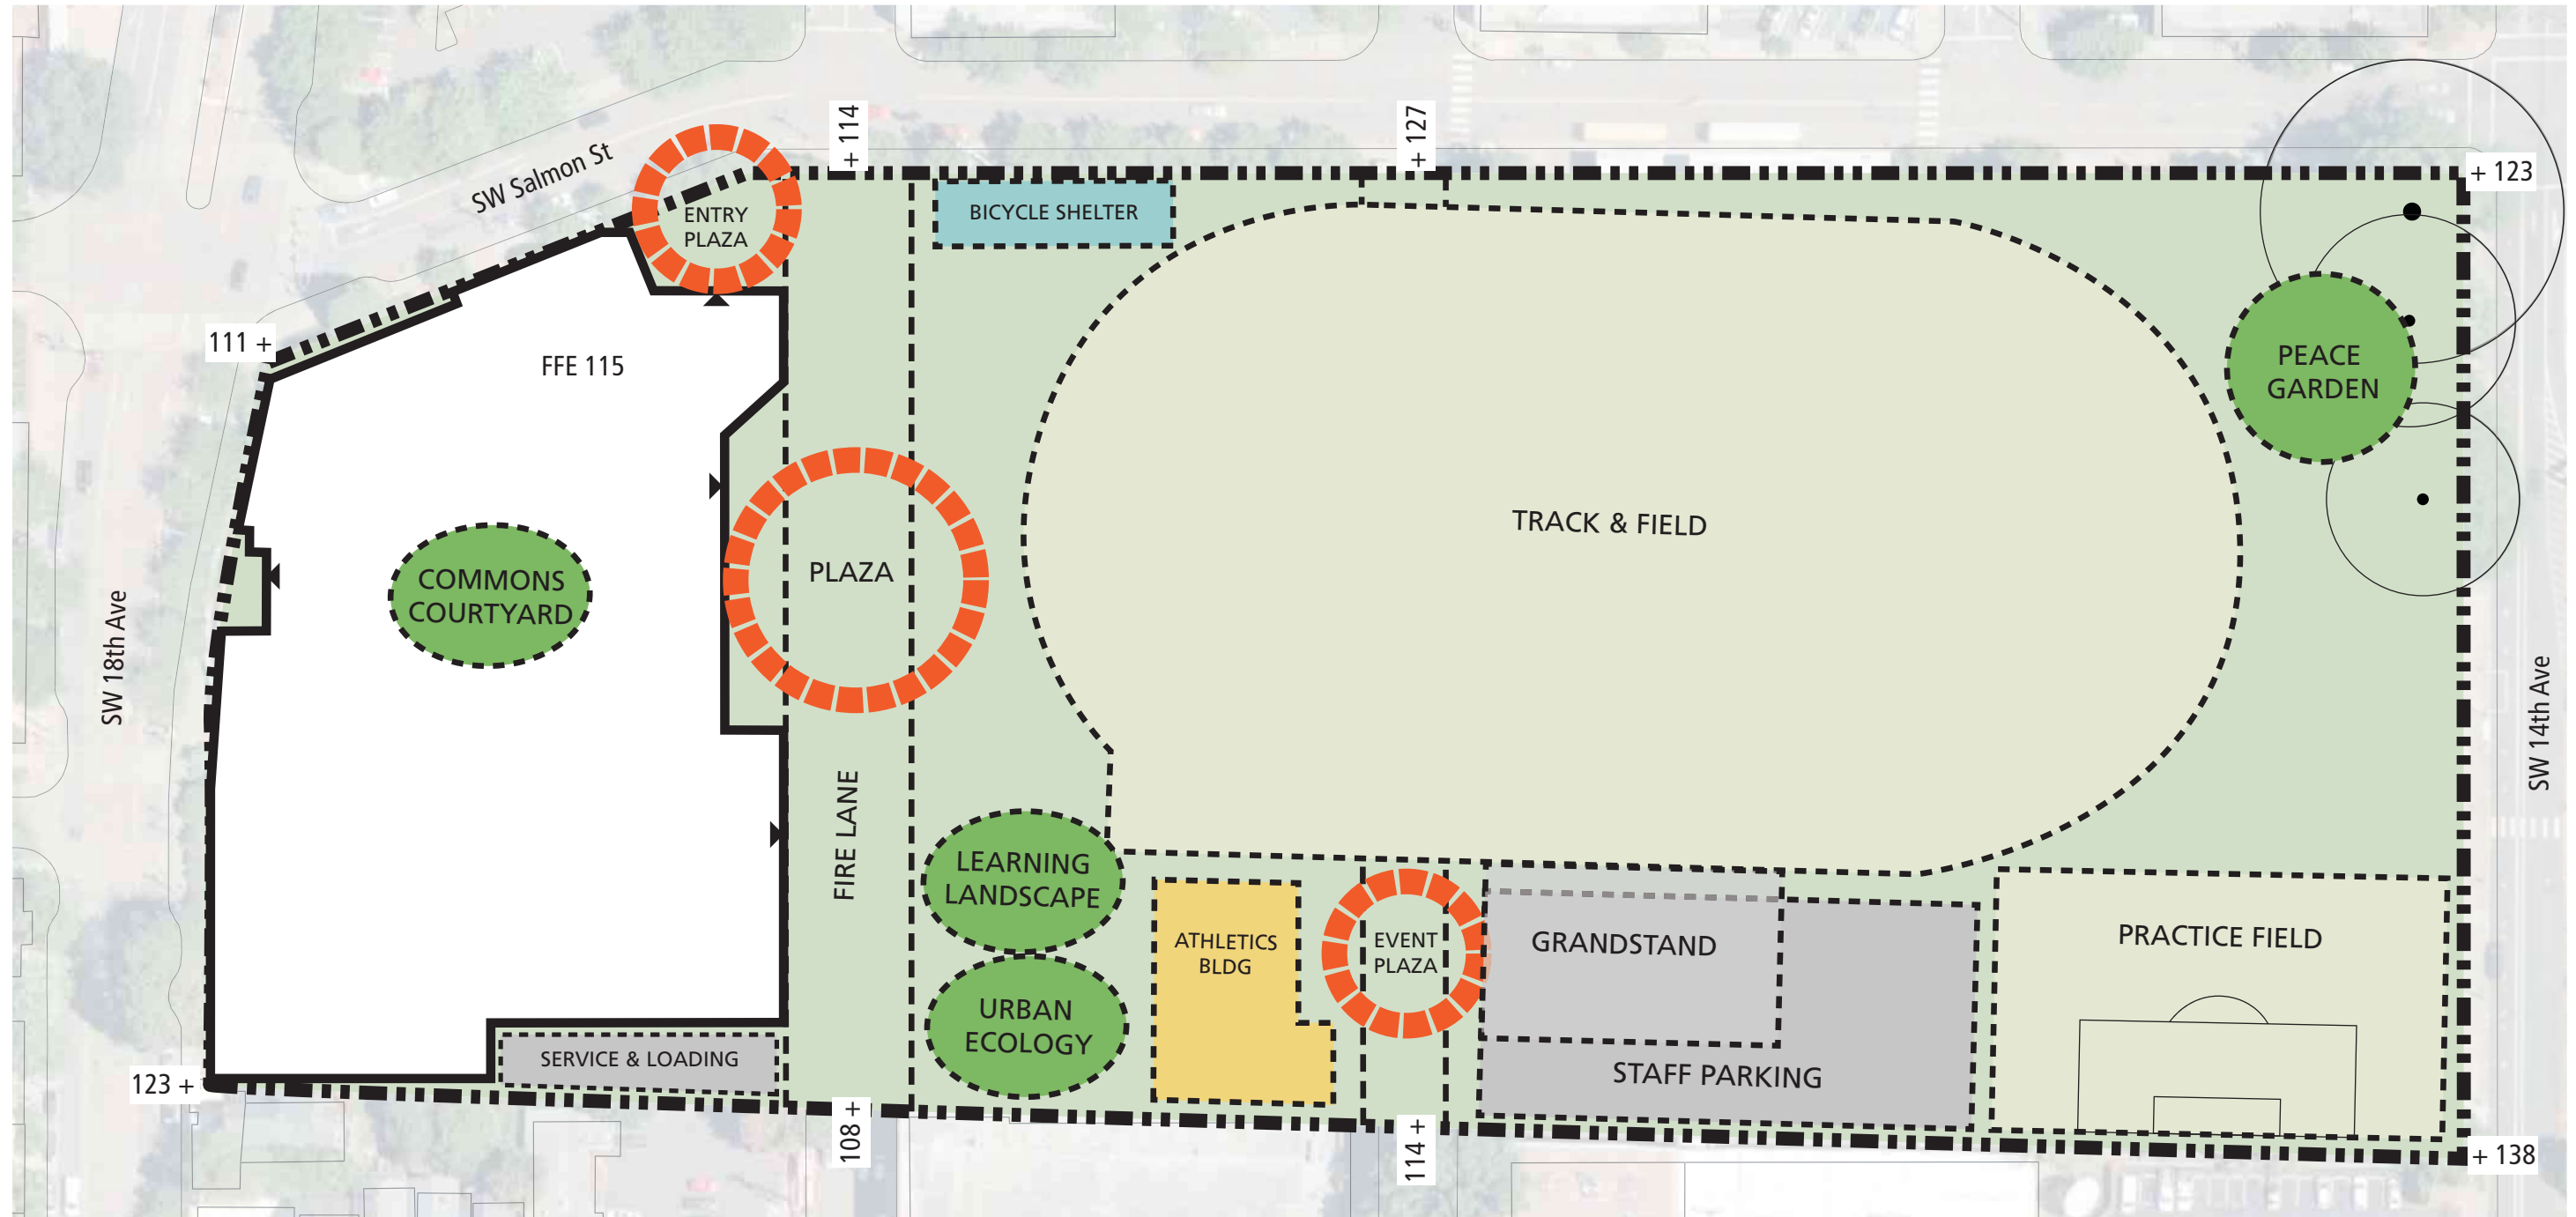 + 114
+ 127
+ 123
SW Salmon St
ENTRY
PLAZA
BICYCLE SHELTER
111 +
FFE 115
PEACE
GARDEN
TRACK & FIELD
COMMONS
COURTYARD
PLAZA
SW 18th Ave
SW 14th Ave
FIRE LANE
LEARNING
LANDSCAPE
ATHLETICS
BLDG
EVENT
PLAZA
GRANDSTAND
PRACTICE FIELD
URBAN
ECOLOGY
SERVICE & LOADING
STAFF PARKING
123 +
108 +
114 +
+ 138